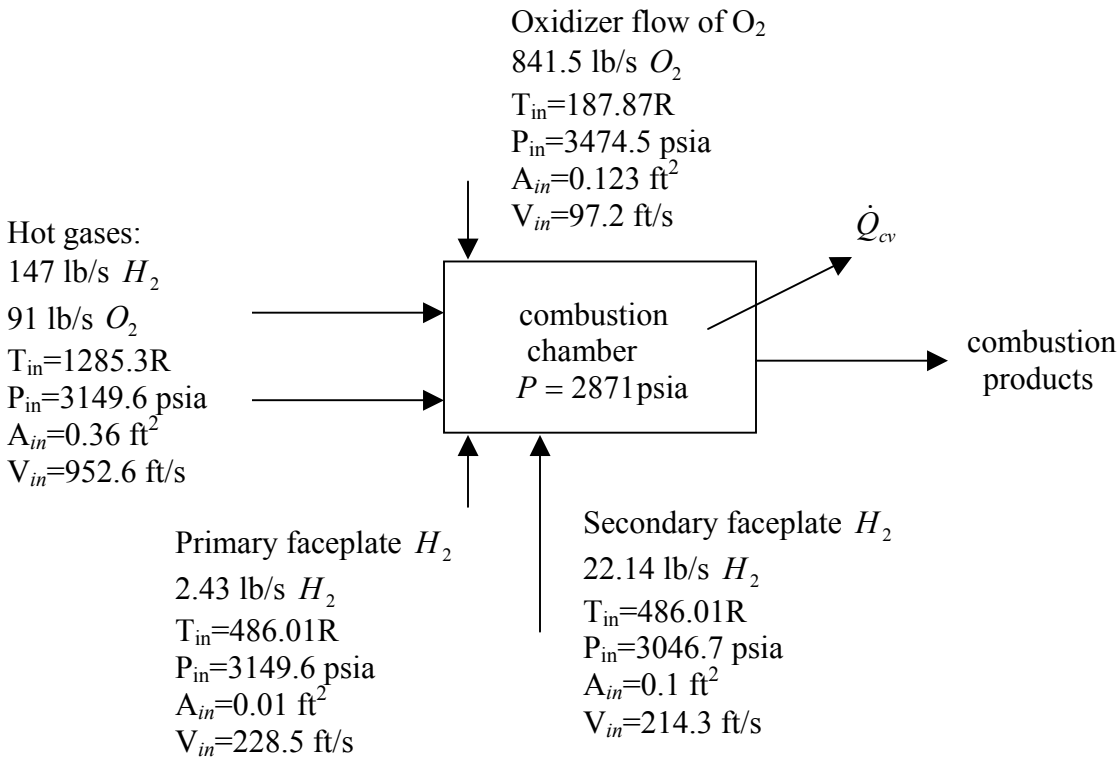 Oxidizer flow of O₂
841.5 lb/s O₂
Tin=187.87R
Pin=3474.5 psia
Ain=0.123 ft²
Vin=97.2 ft/s
Hot gases:
147 lb/s H₂
91 lb/s O₂
Tin=1285.3R
Pin=3149.6 psia
Ain=0.36 ft²
Vin=952.6 ft/s
combustion
chamber
P = 2871psia
Q̇cv
combustion
products
Primary faceplate H₂
2.43 lb/s H₂
Tin=486.01R
Pin=3149.6 psia
Ain=0.01 ft²
Vin=228.5 ft/s
Secondary faceplate H₂
22.14 lb/s H₂
Tin=486.01R
Pin=3046.7 psia
Ain=0.1 ft²
Vin=214.3 ft/s